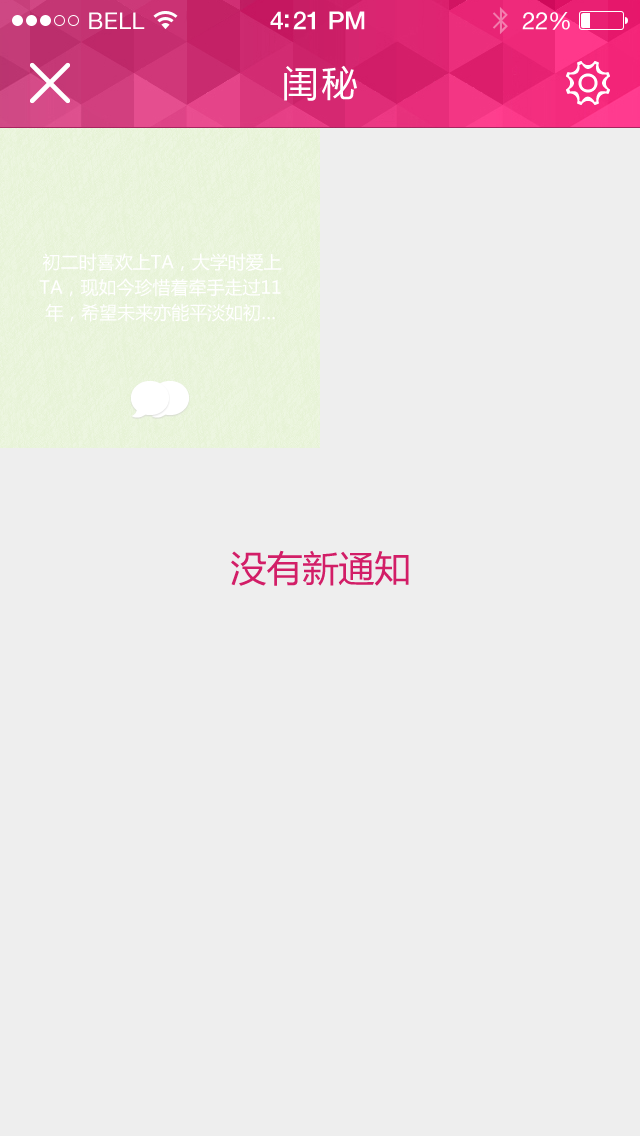 BELL 4:21 PM 22%
闺秘
初二时喜欢上TA，大学时爱上
TA，现如今珍惜着牵手走过11
年，希望未来亦能平淡如初...
没有新通知